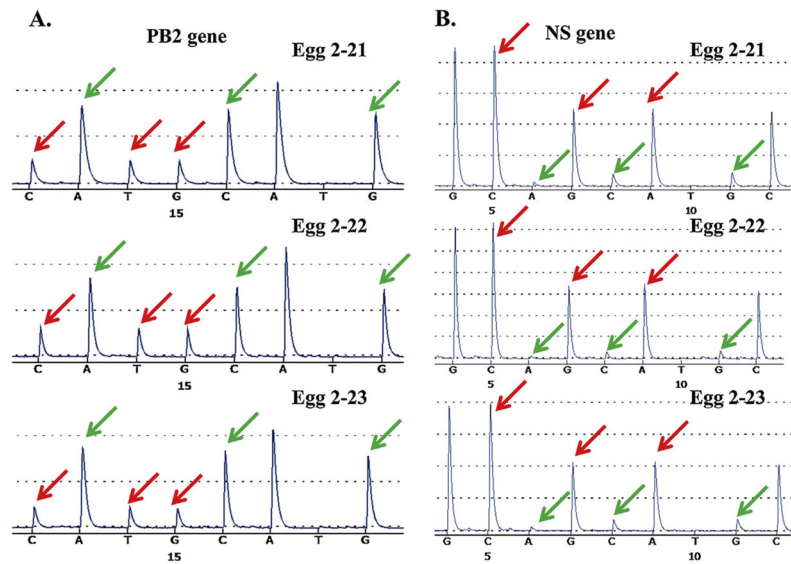 A.
PB2 gene
Egg 2-21
C A T G C A T G
15
Egg 2-22
C A T G C A T G
15
Egg 2-23
C A T G C A T G
15
B.
NS gene
Egg 2-21
G C A G C A T G C
5 10
Egg 2-22
G C A G C A T G C
5 10
Egg 2-23
G C A G C A T G C
5 10